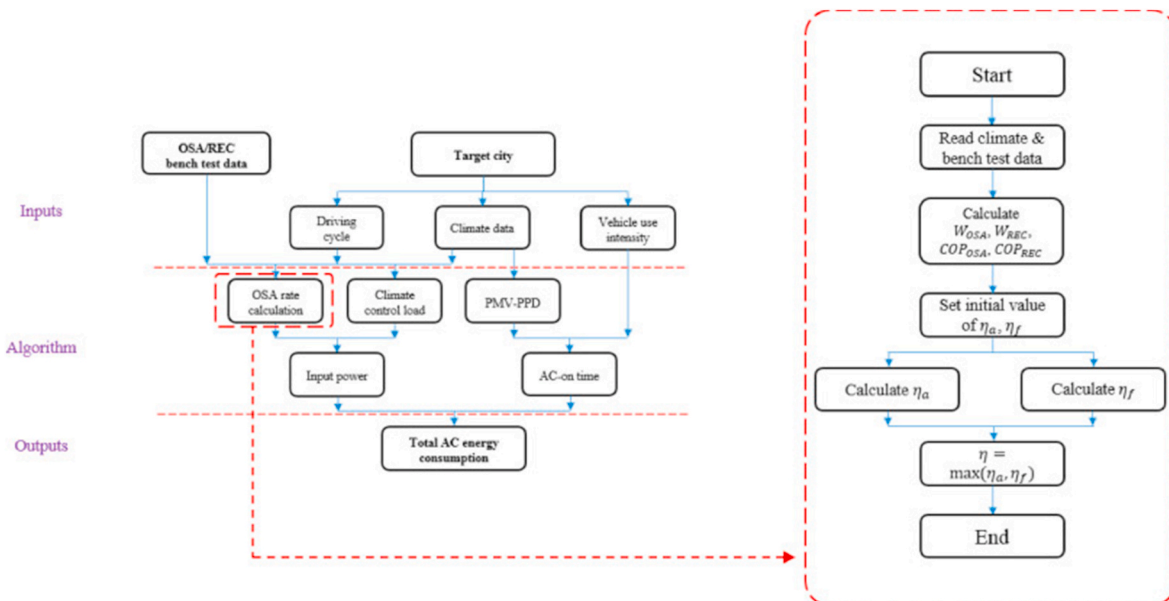 OSA/REC
bench test data
Target city
Inputs
Driving
cycle
Climate data
Vehicle use
intensity
OSA rate
calculation
Climate
control load
PMV-PPD
Algorithm
Input power
AC-on time
Outputs
Total AC energy
consumption
Start
Read climate &
bench test data
Calculate
W_OSA, W_REC,
COP_OSA, COP_REC
Set initial value
of η_a, η_f
Calculate η_a
Calculate η_f
η =
max(η_a, η_f)
End